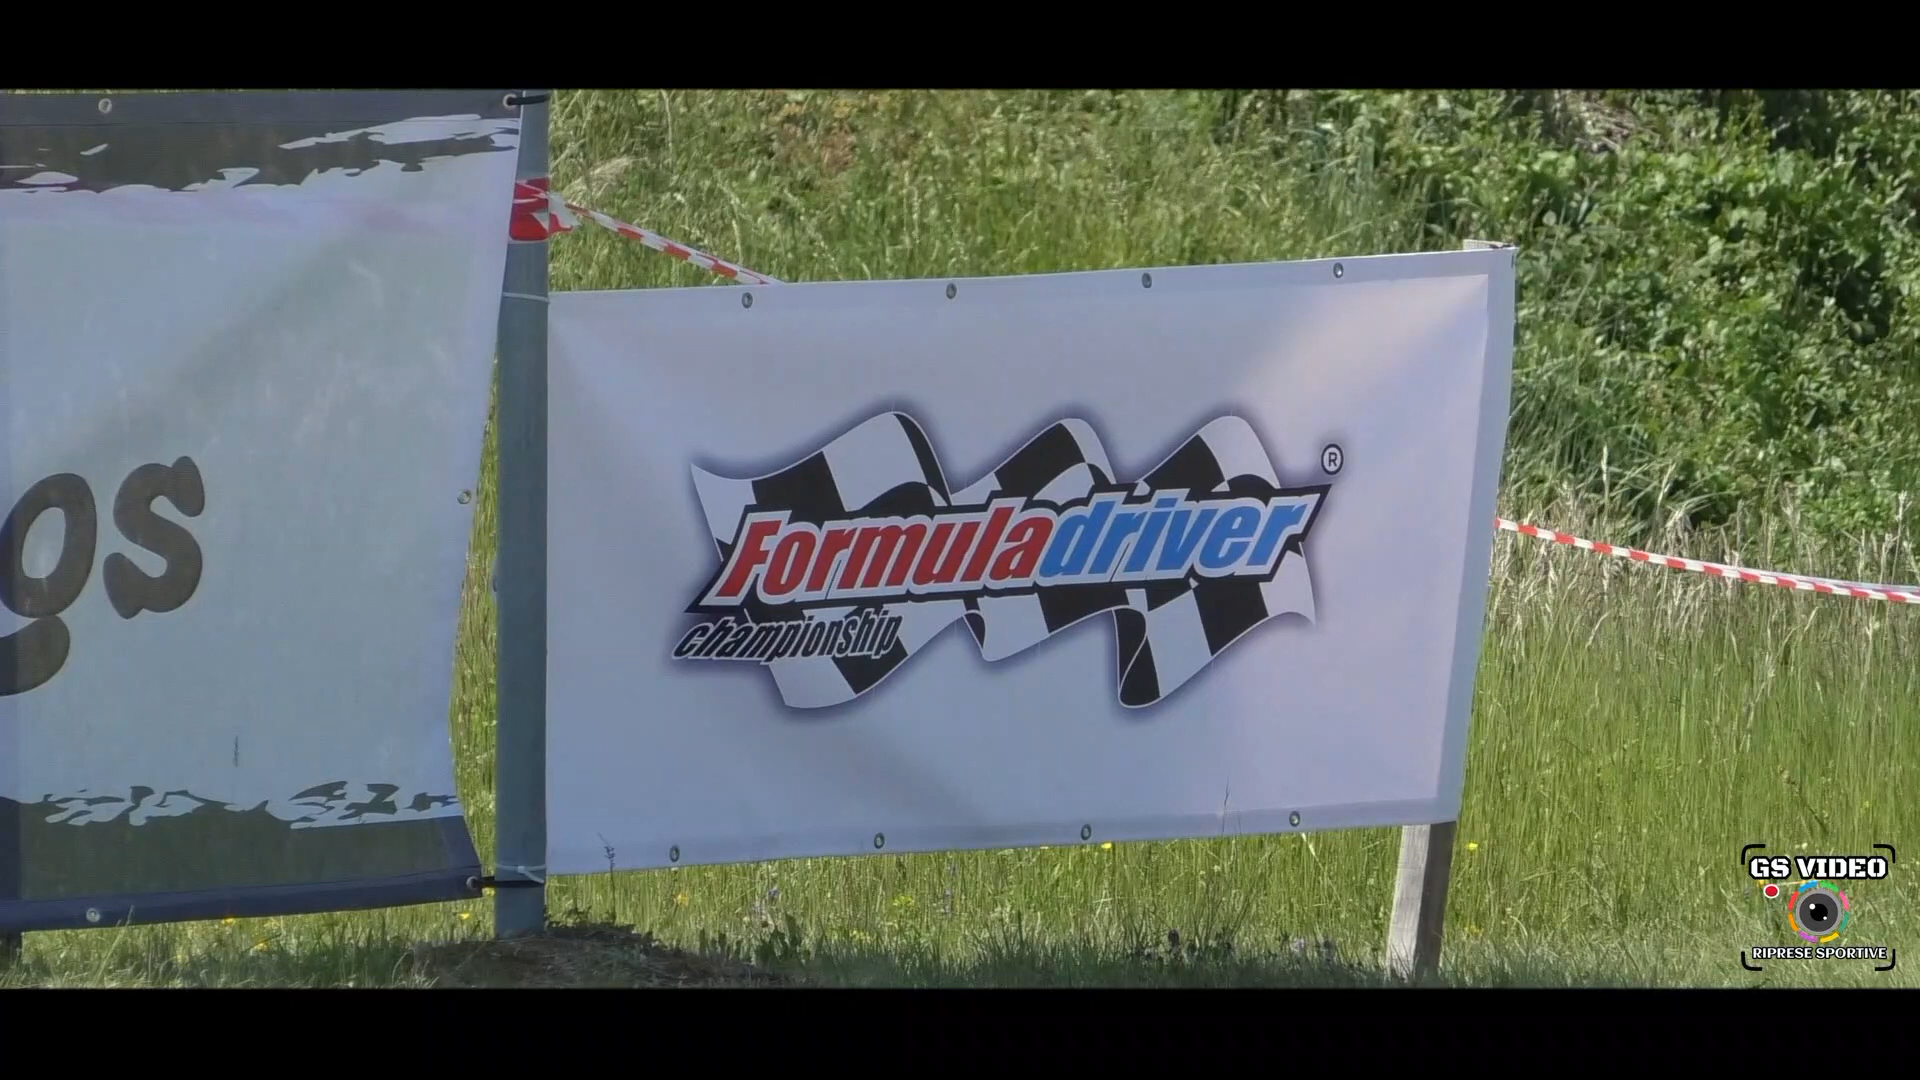 gs
Formuladriver
®
championship
GS VIDEO
RIPRESE SPORTIVE